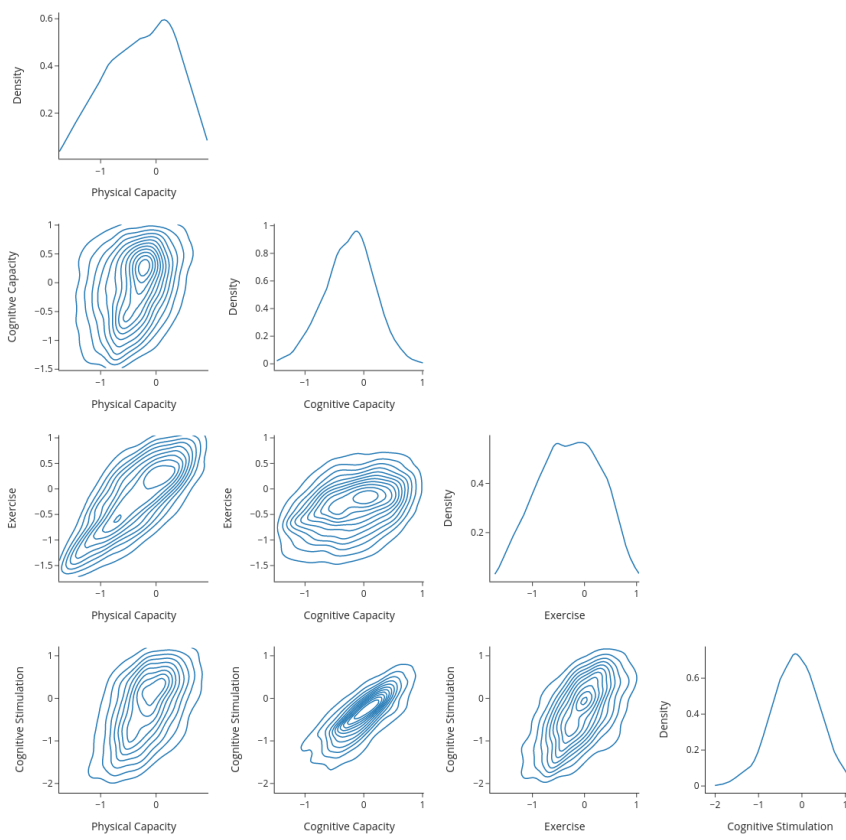 0.6
0.4
0.2
Density
−1 0
Physical Capacity
1
0.5
0
−0.5
−1
−1.5
Cognitive Capacity
−1 0
Physical Capacity
1
0.8
0.6
0.4
0.2
0
Density
−1 0 1
Cognitive Capacity
1
0.5
0
−0.5
−1
−1.5
Exercise
−1 0
Physical Capacity
1
0.5
0
−0.5
−1
−1.5
Exercise
−1 0 1
Cognitive Capacity
0.4
0.2
Density
−1 0 1
Exercise
1
0
−1
−2
Cognitive Stimulation
−1 0
Physical Capacity
1
0
−1
−2
Cognitive Stimulation
−1 0 1
Cognitive Capacity
1
0
−1
−2
Cognitive Stimulation
−1 0 1
Exercise
0.6
0.4
0.2
0
Density
−2 −1 0 1
Cognitive Stimulation